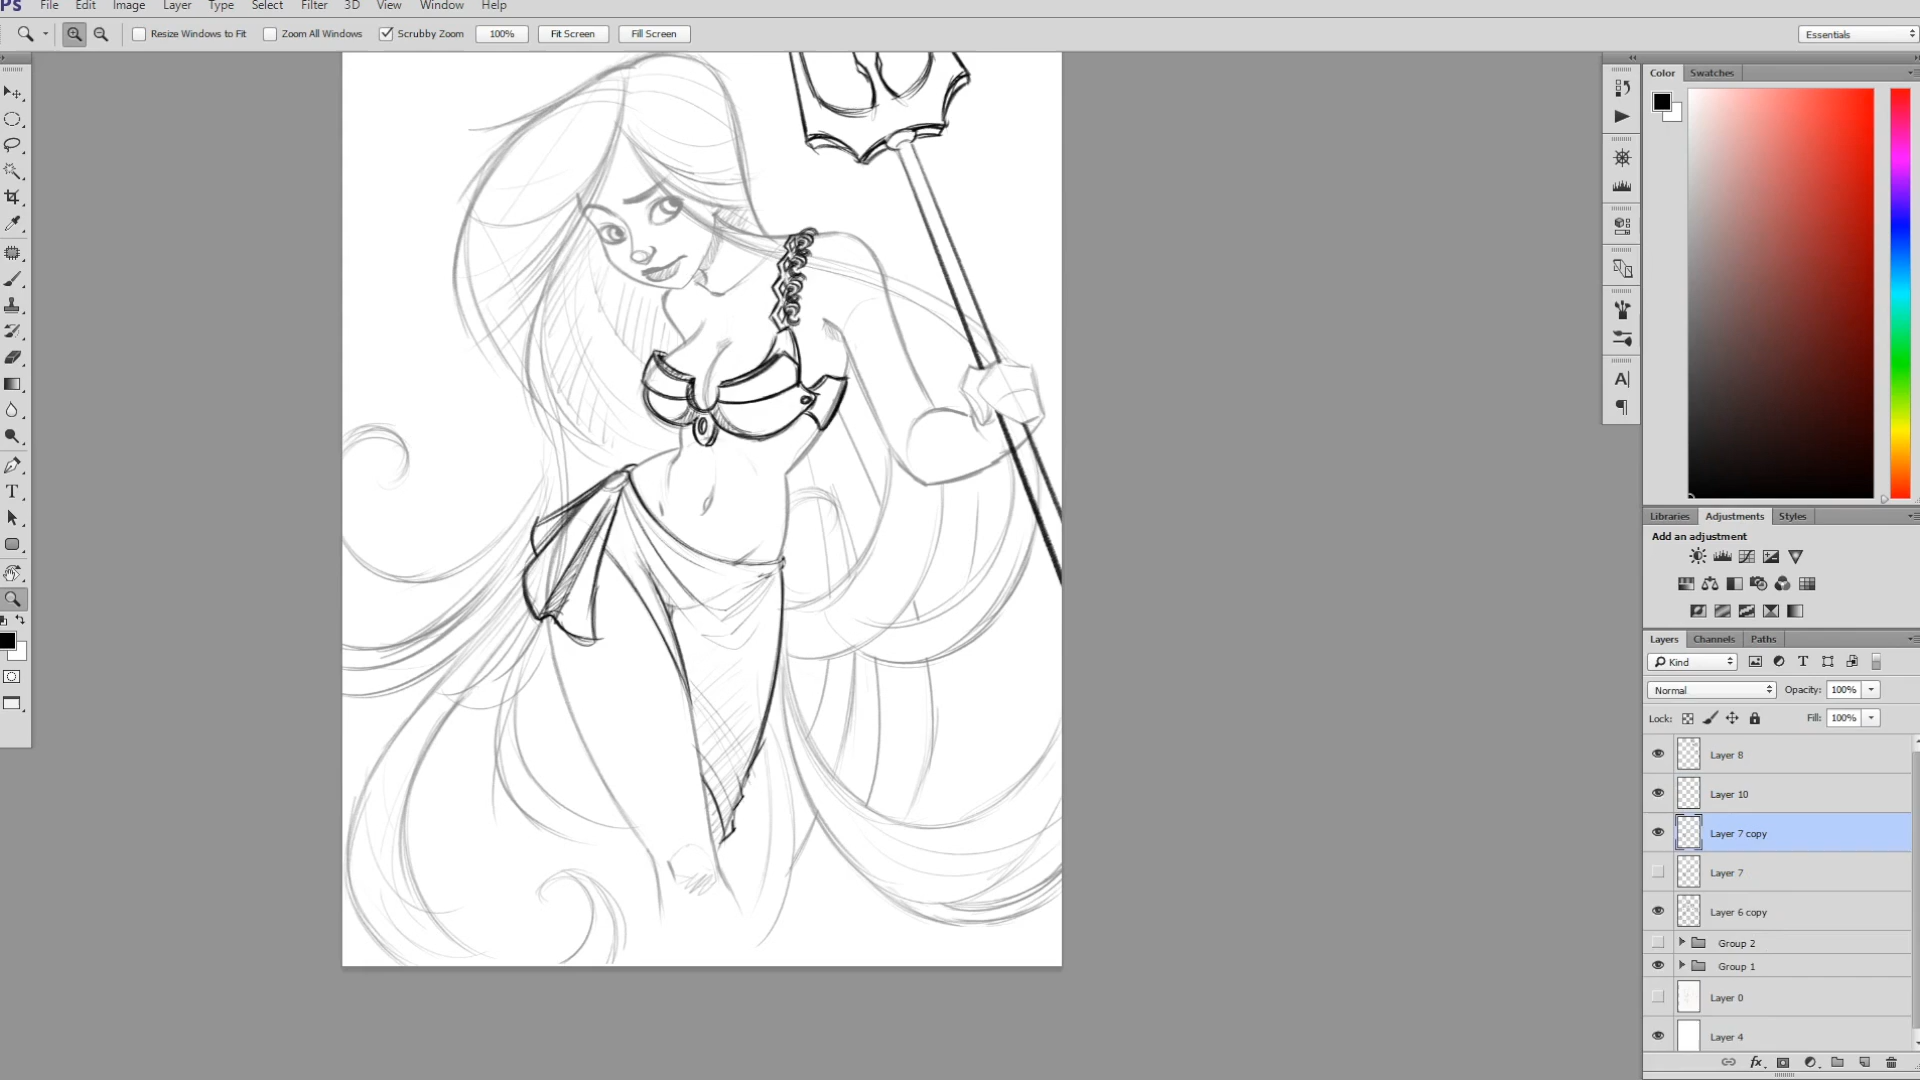 Ps File Edit Image Layer Type Select Filter 3D View Window Help
Resize Windows to Fit Zoom All Windows Scrubby Zoom 100% Fit Screen Fill Screen Essentials
Color Swatches
Libraries Adjustments Styles
Add an adjustment
Layers Channels Paths
Kind
Normal Opacity: 100%
Lock: Fill: 100%
Layer 8
Layer 10
Layer 7 copy
Layer 7
Layer 6 copy
Group 2
Group 1
Layer 0
Layer 4
fx